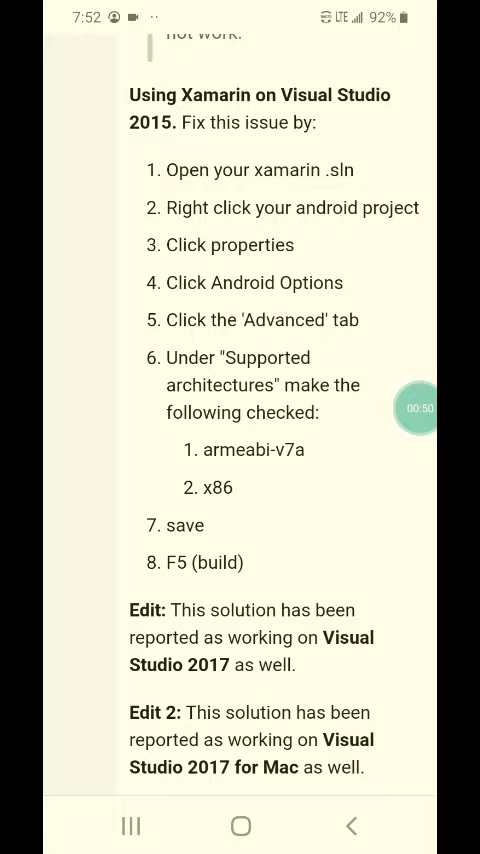 7:52 LTE 92%
not work.
Using Xamarin on Visual Studio
2015. Fix this issue by:
1. Open your xamarin .sln
2. Right click your android project
3. Click properties
4. Click Android Options
5. Click the 'Advanced' tab
6. Under "Supported
architectures" make the
following checked:
1. armeabi-v7a
2. x86
00:50
7. save
8. F5 (build)
Edit: This solution has been
reported as working on Visual
Studio 2017 as well.
Edit 2: This solution has been
reported as working on Visual
Studio 2017 for Mac as well.